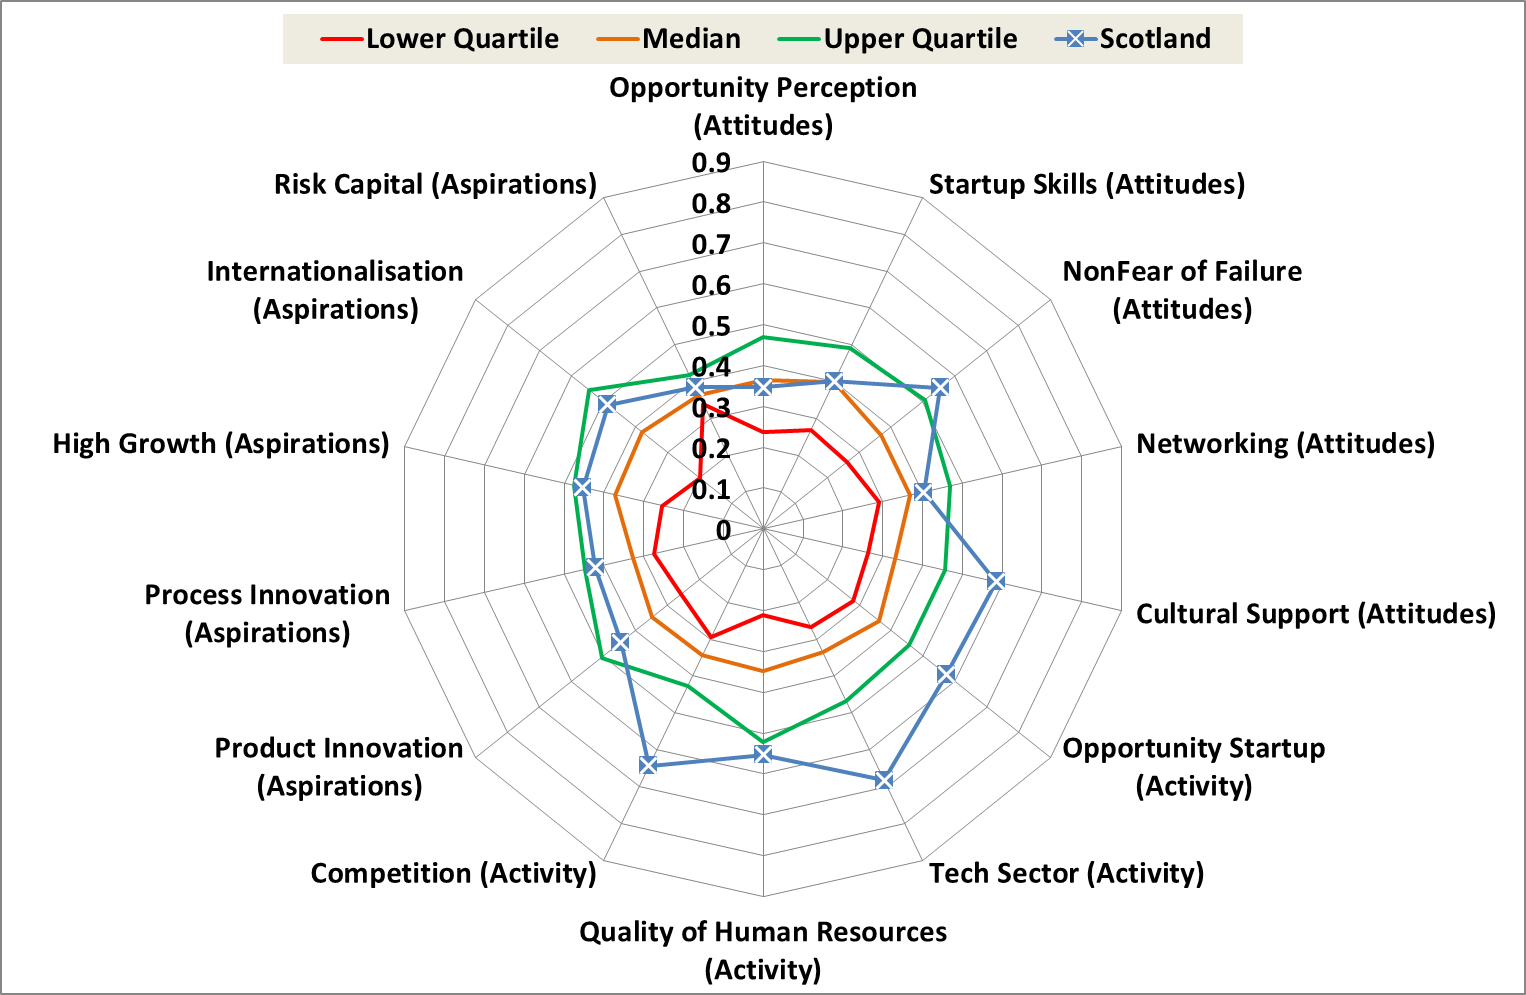 Lower Quartile Median Upper Quartile Scotland
Opportunity Perception
(Attitudes)
Startup Skills (Attitudes)
NonFear of Failure
(Attitudes)
Networking (Attitudes)
Cultural Support (Attitudes)
Opportunity Startup
(Activity)
Tech Sector (Activity)
Quality of Human Resources
(Activity)
Competition (Activity)
Product Innovation
(Aspirations)
Process Innovation
(Aspirations)
High Growth (Aspirations)
Internationalisation
(Aspirations)
Risk Capital (Aspirations)
0.9
0.8
0.7
0.6
0.5
0.4
0.3
0.2
0.1
0